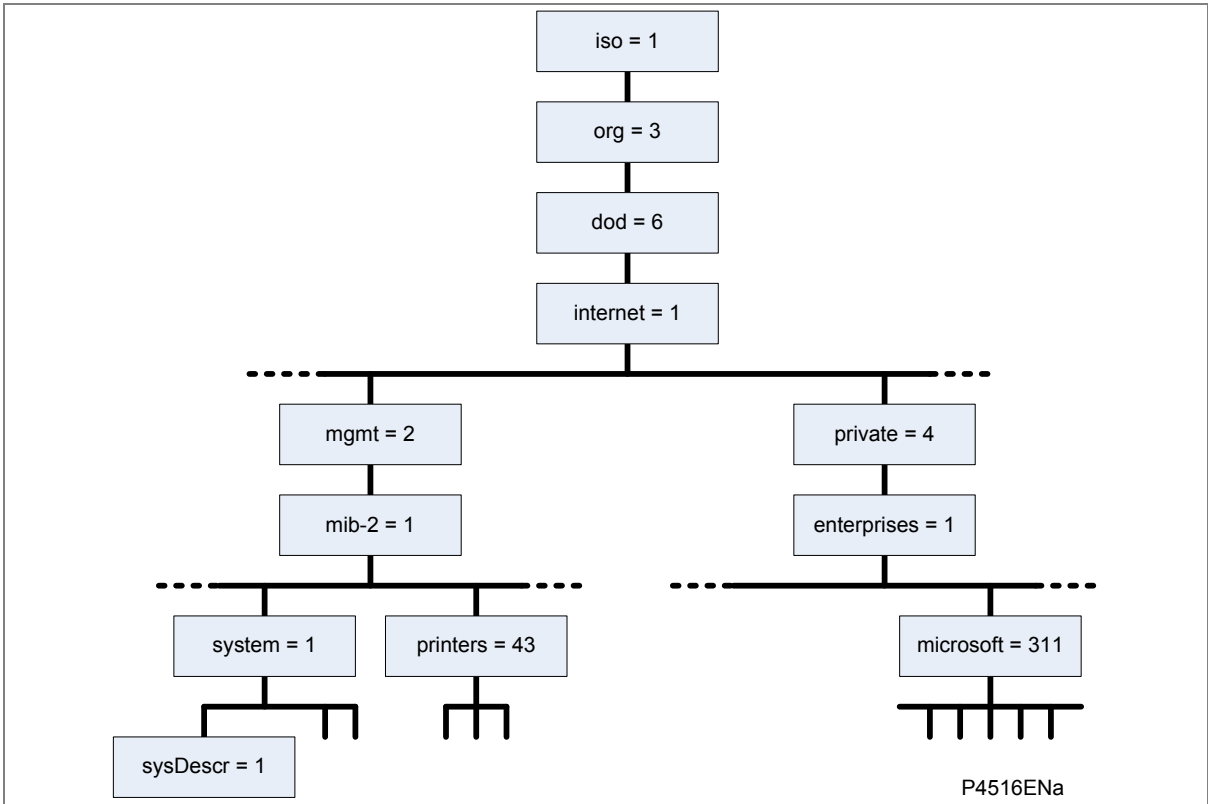 iso = 1
org = 3
dod = 6
internet = 1
mgmt = 2
private = 4
mib-2 = 1
enterprises = 1
system = 1
printers = 43
microsoft = 311
sysDescr = 1
P4516ENa